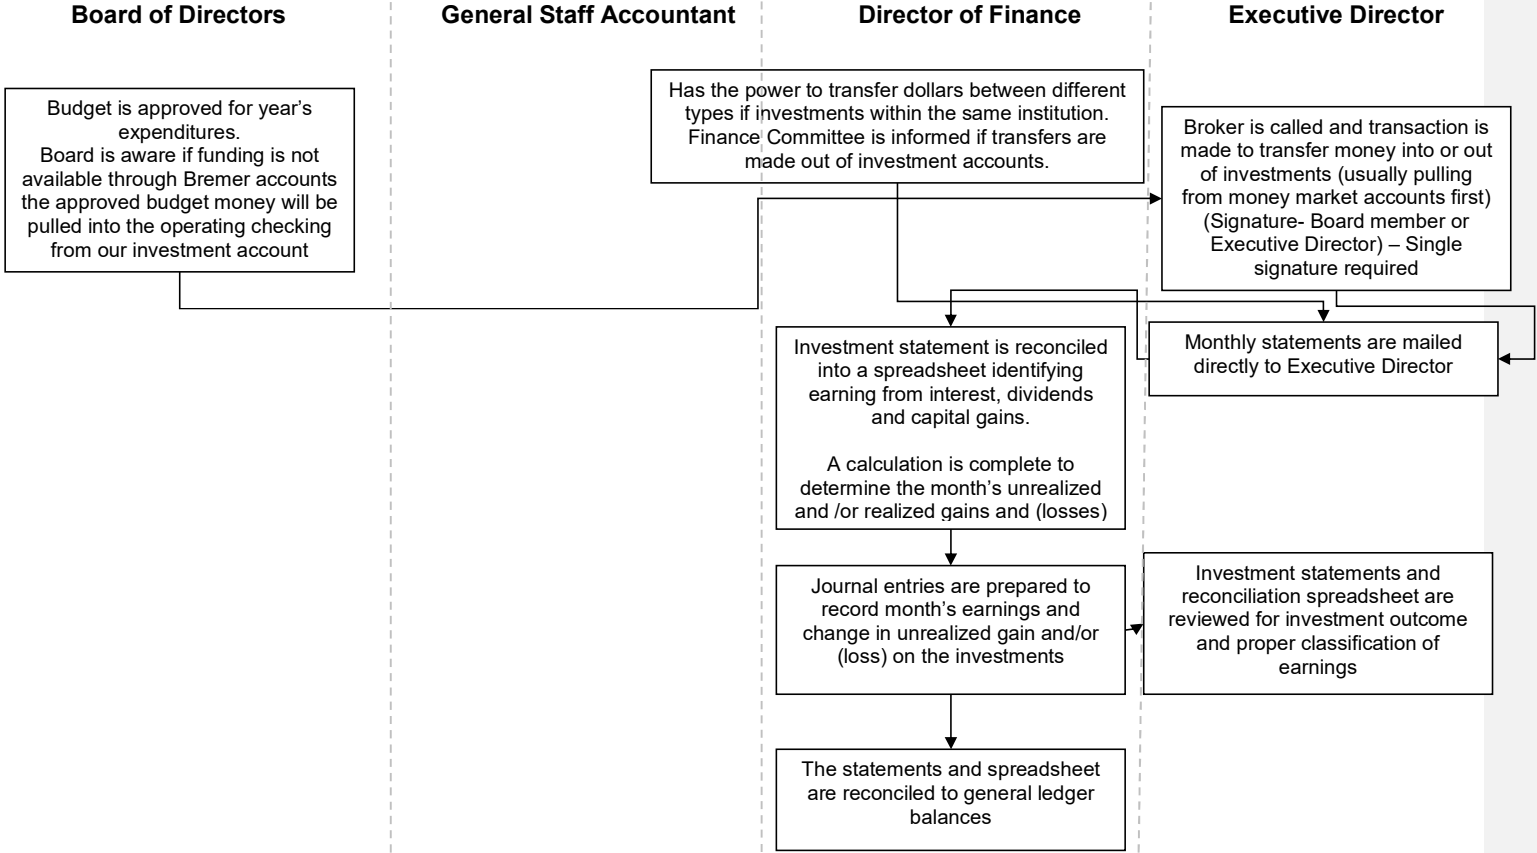 Board of Directors
General Staff Accountant
Director of Finance
Executive Director
Budget is approved for year’s
expenditures.
Board is aware if funding is not
available through Bremer accounts
the approved budget money will be
pulled into the operating checking
from our investment account
Has the power to transfer dollars between different
types if investments within the same institution.
Finance Committee is informed if transfers are
made out of investment accounts.
Broker is called and transaction is
made to transfer money into or out
of investments (usually pulling
from money market accounts first)
(Signature- Board member or
Executive Director) – Single
signature required
Monthly statements are mailed
directly to Executive Director
Investment statement is reconciled
into a spreadsheet identifying
earning from interest, dividends
and capital gains.
A calculation is complete to
determine the month’s unrealized
and /or realized gains and (losses)
Journal entries are prepared to
record month’s earnings and
change in unrealized gain and/or
(loss) on the investments
Investment statements and
reconciliation spreadsheet are
reviewed for investment outcome
and proper classification of
earnings
The statements and spreadsheet
are reconciled to general ledger
balances